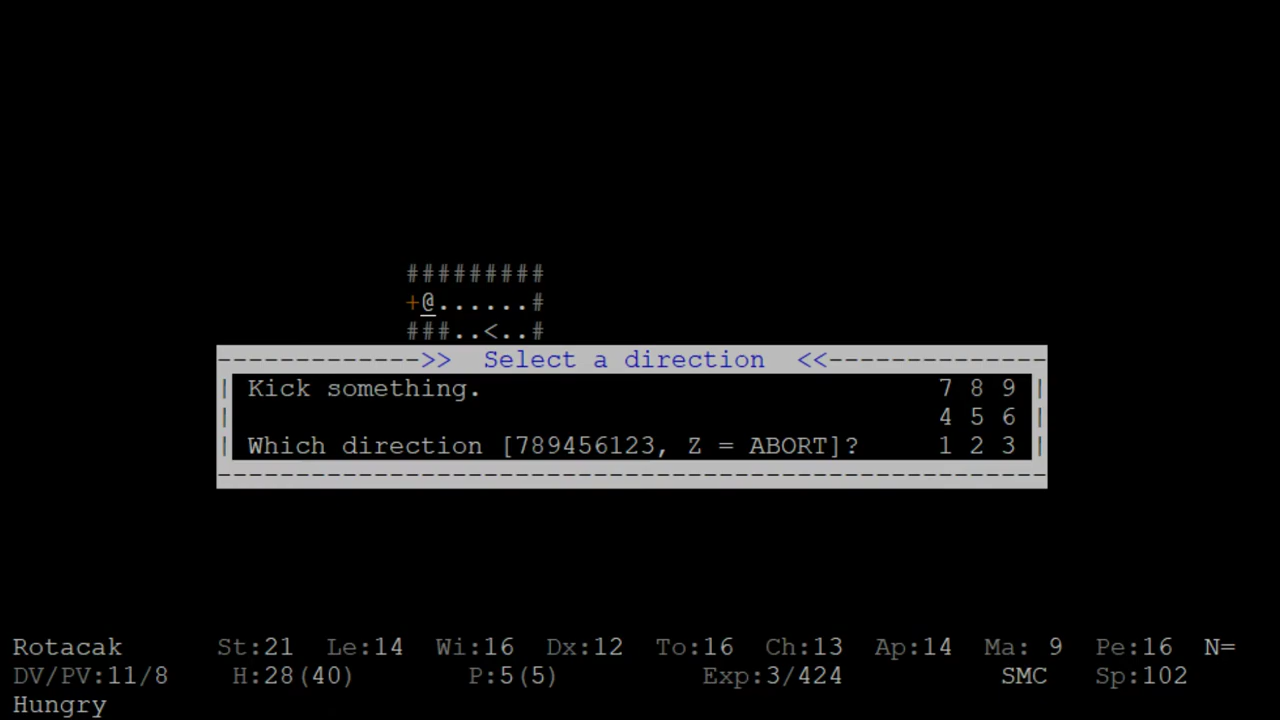 #########
+@......#
###..<..#
------------->> Select a direction <<--------------
| Kick something. 7 8 9 |
| 4 5 6
| Which direction [789456123, Z = ABORT]? 1 2 3 |
-----------------------------------------------------
Rotacak St:21 Le:14 Wi:16 Dx:12 To:16 Ch:13 Ap:14 Ma: 9 Pe:16 N=
DV/PV:11/8 H:28(40) P:5(5) Exp:3/424 SMC Sp:102
Hungry